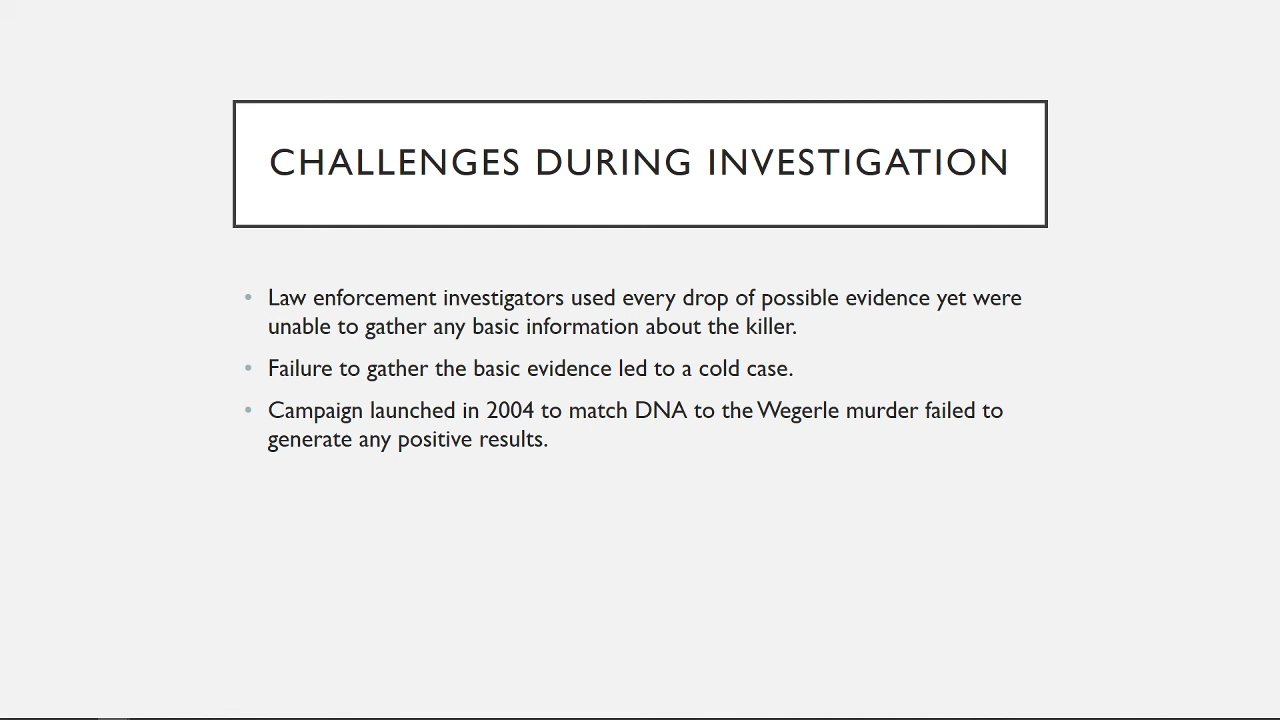 CHALLENGES DURING INVESTIGATION
• Law enforcement investigators used every drop of possible evidence yet were
unable to gather any basic information about the killer.
• Failure to gather the basic evidence led to a cold case.
• Campaign launched in 2004 to match DNA to the Wegerle murder failed to
generate any positive results.